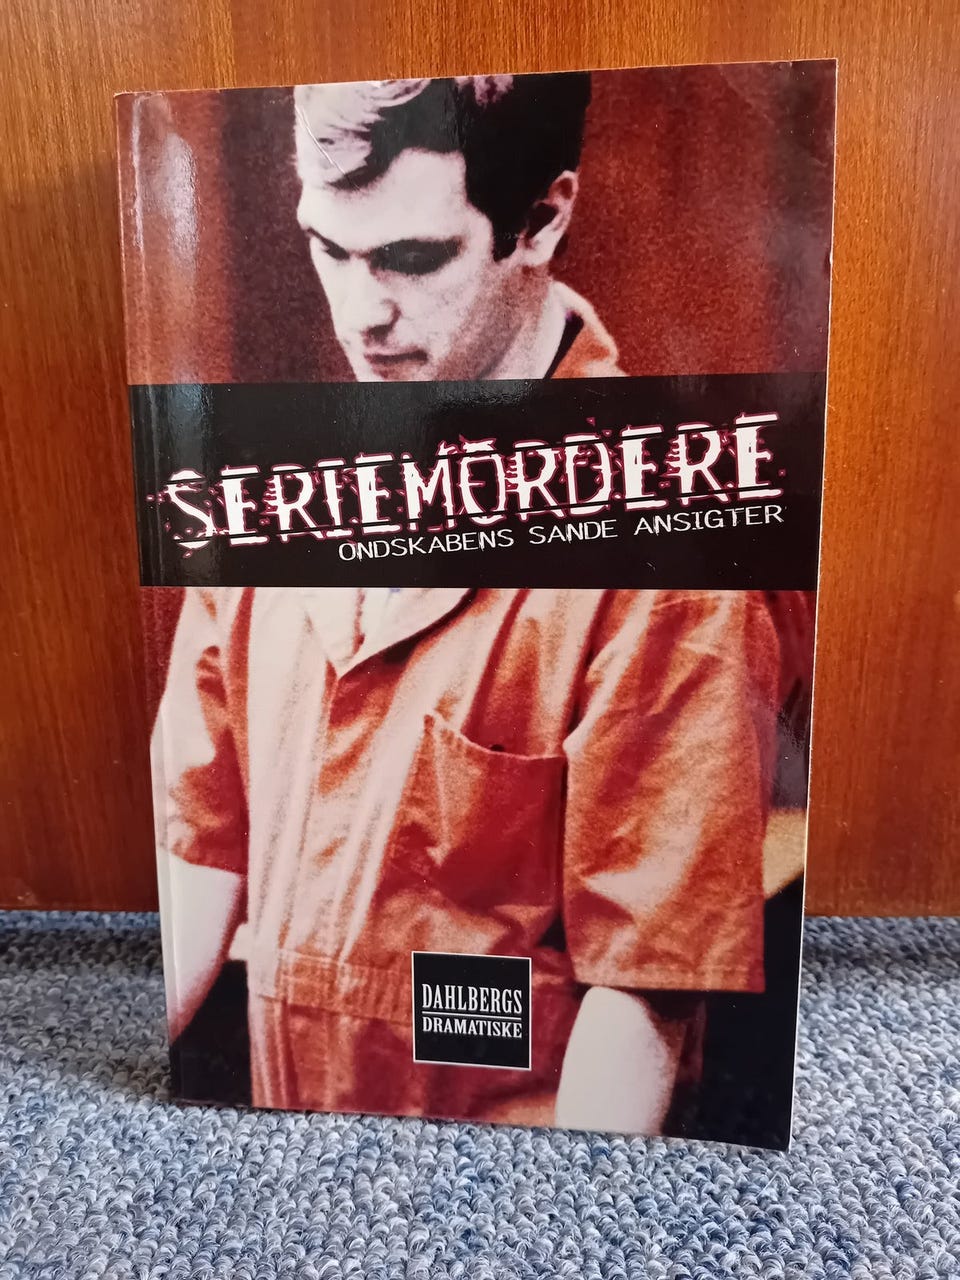 SERIEMORDERE
ONDSKABENS SANDE ANSIGTER
DAHLBERGS
DRAMATISKE